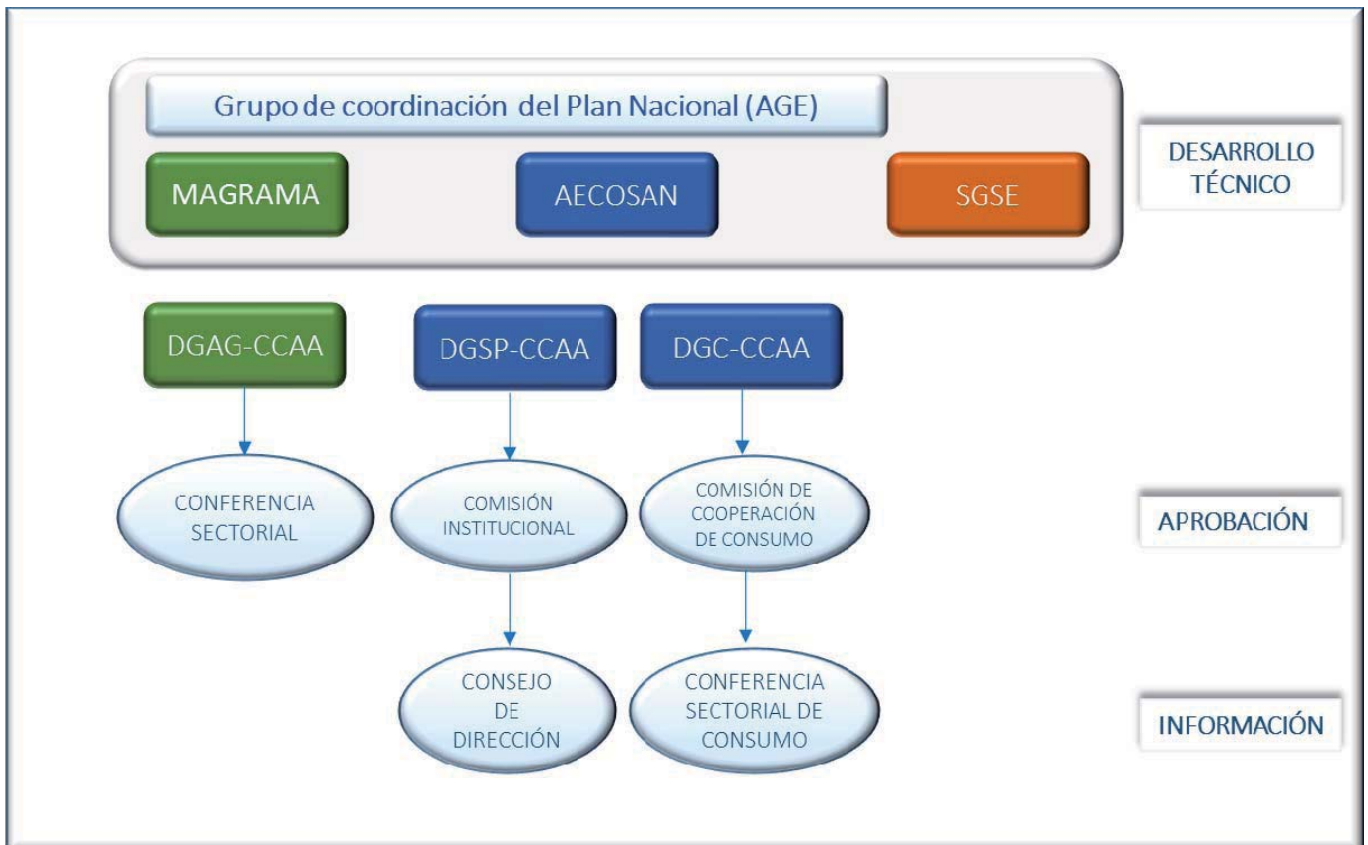 Grupo de coordinación del Plan Nacional (AGE)
MAGRAMA
AECOSAN
SGSE
DESARROLLO
TÉCNICO
DGAG-CCAA
DGSP-CCAA
DGC-CCAA
CONFERENCIA
SECTORIAL
COMISIÓN
INSTITUCIONAL
COMISIÓN DE
COOPERACIÓN
DE CONSUMO
APROBACIÓN
CONSEJO
DE
DIRECCIÓN
CONFERENCIA
SECTORIAL DE
CONSUMO
INFORMACIÓN